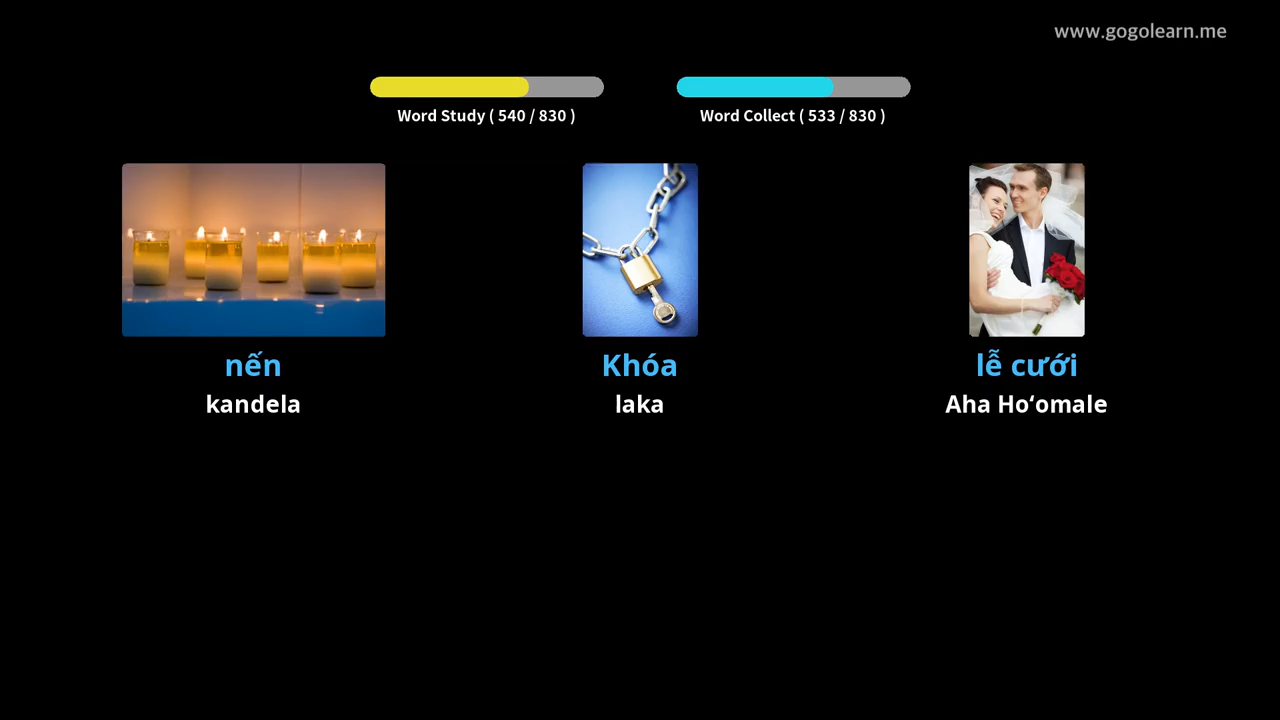 www.gogolearn.me
Word Study ( 540 / 830 )
Word Collect ( 533 / 830 )
nến
kandela
Khóa
laka
lễ cưới
Aha Hoʻomale